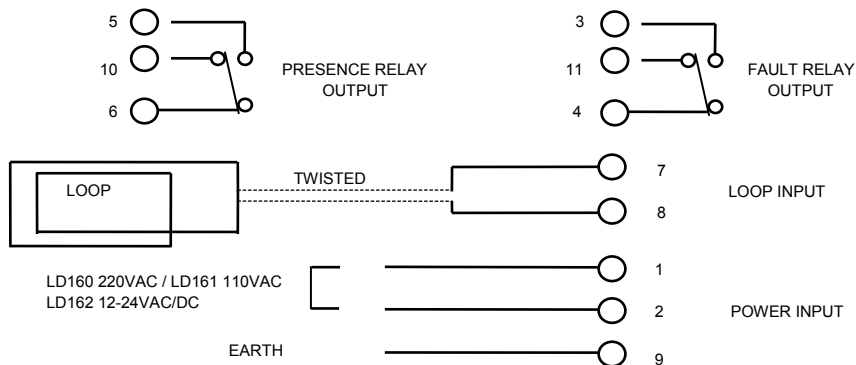 5
10
6
PRESENCE RELAY
OUTPUT
3
11
4
FAULT RELAY
OUTPUT
LOOP
TWISTED
7
8
LOOP INPUT
LD160 220VAC / LD161 110VAC
LD162 12-24VAC/DC
1
2
POWER INPUT
EARTH
9